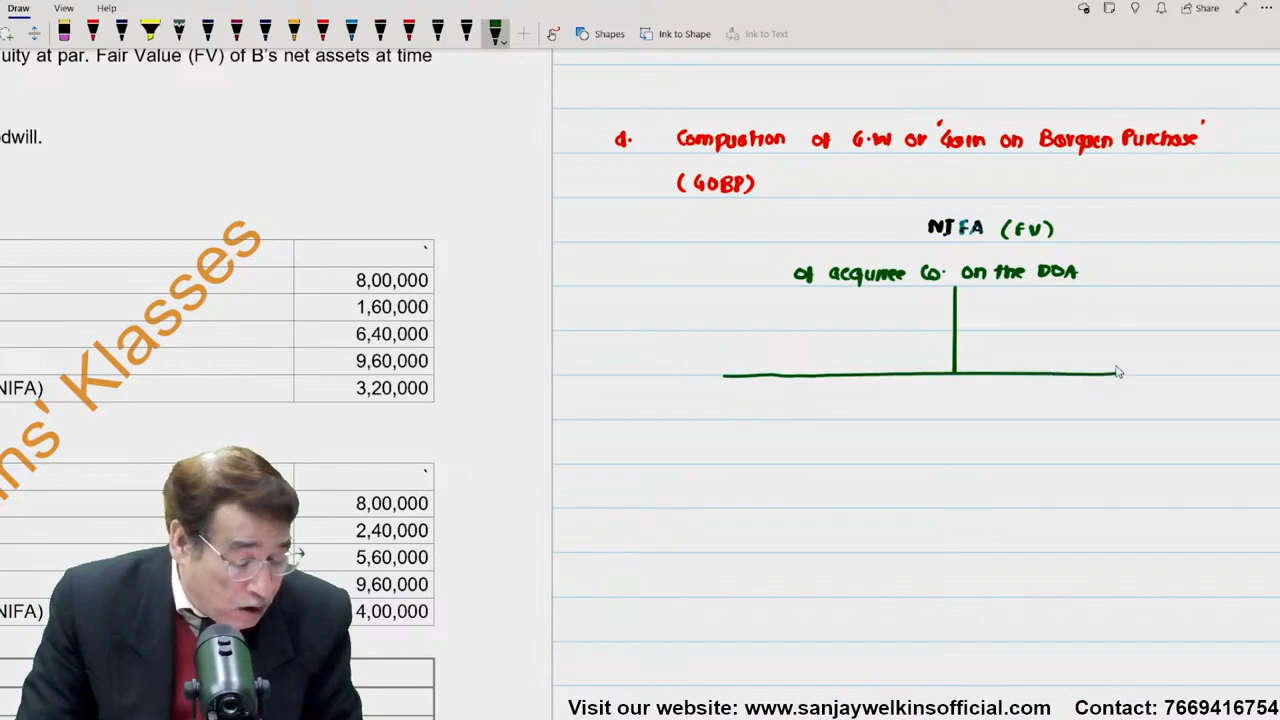 Draw View Help
Shapes Ink to Shape Ink to Text Share
uity at par. Fair Value (FV) of B's net assets at time
dwill.
`
8,00,000
1,60,000
6,40,000
9,60,000
NIFA) 3,20,000
ns' Klasses
`
8,00,000
2,40,000
5,60,000
9,60,000
NIFA) 4,00,000
d. Compuation of G.W or 'Gain on Bargaen Purchase'
(GOBP)
NIFA (FV)
of acquiree Co. on the DOA
Visit our website: www.sanjaywelkinsofficial.com Contact: 7669416754